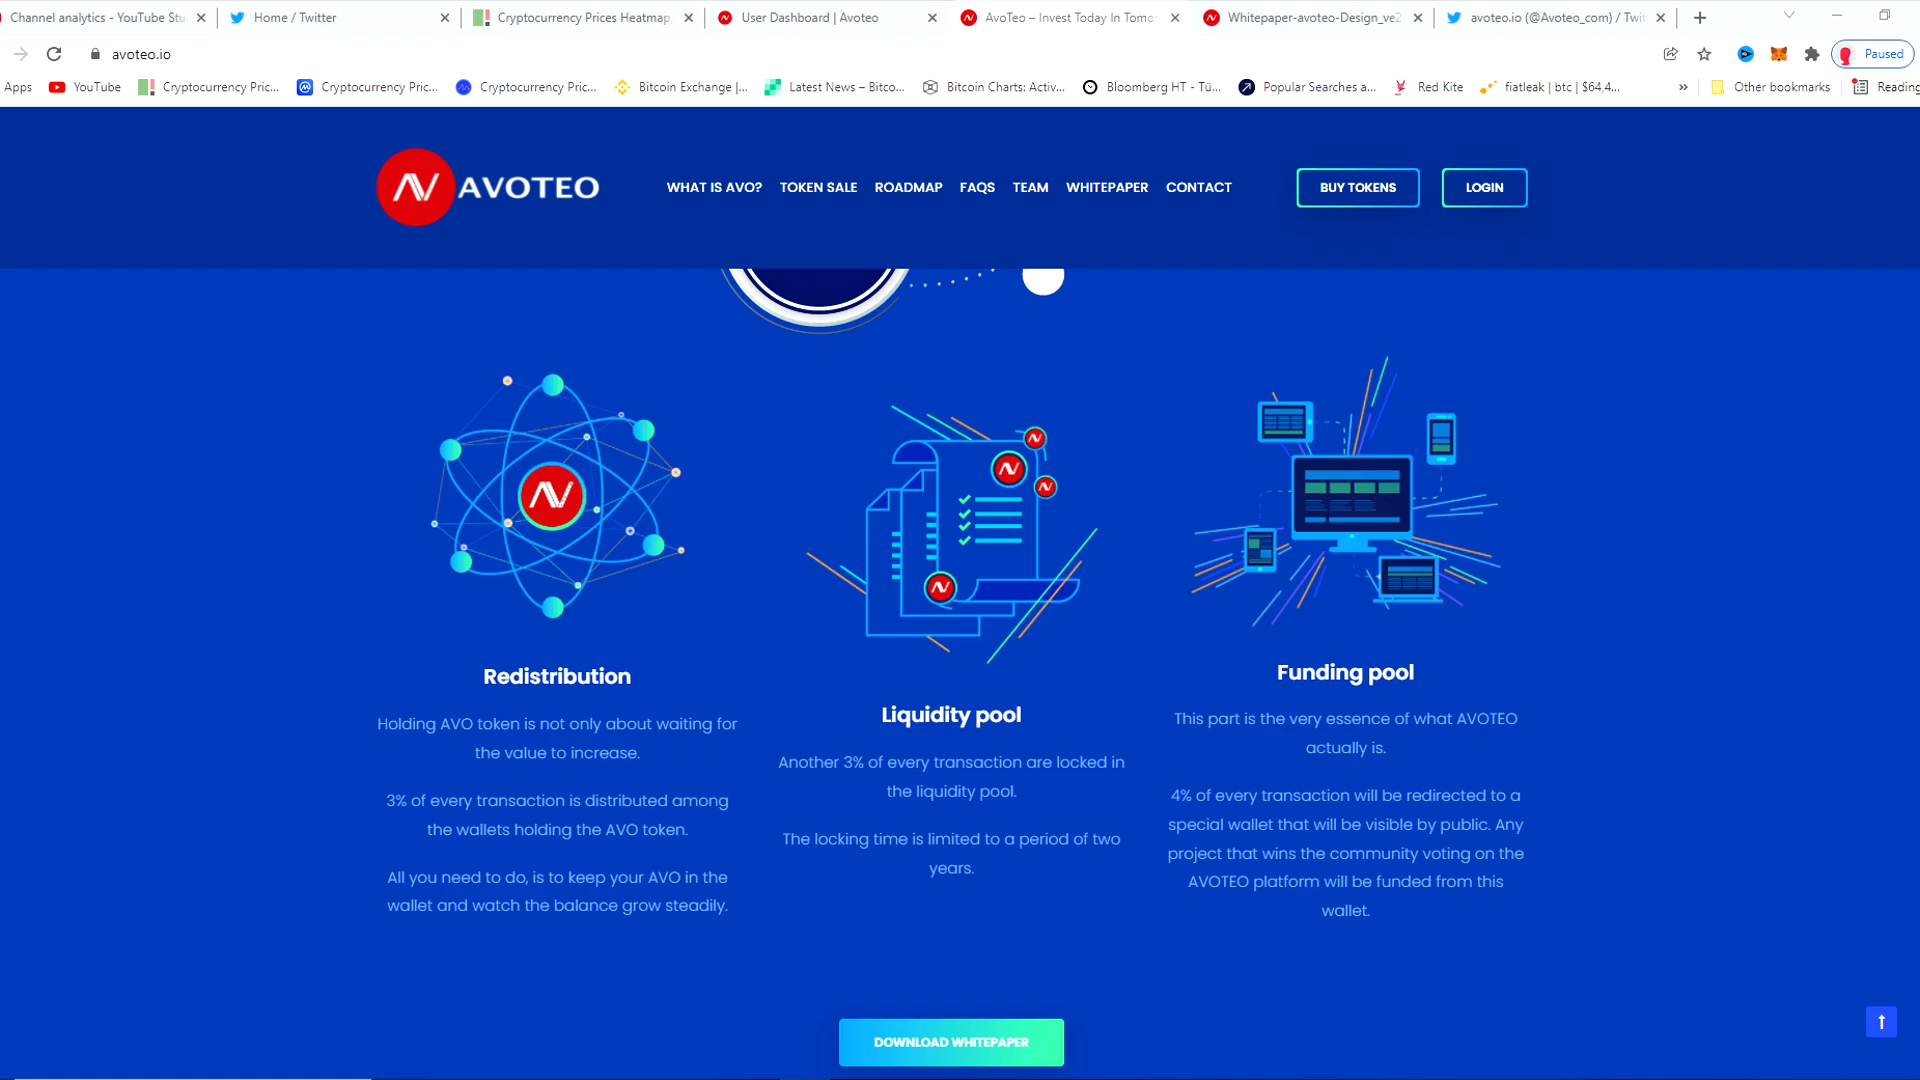 Channel analytics - YouTube Stu
Home / Twitter
Cryptocurrency Prices Heatmap,
User Dashboard | Avoteo
AvoTeo – Invest Today In Tomo
Whitepaper-avoteo-Design_ve2
avoteo.io (@Avoteo_com) / Twit
avoteo.io
Paused
Apps
YouTube
Cryptocurrency Pric...
Cryptocurrency Pric...
Cryptocurrency Pric...
Bitcoin Exchange |...
Latest News – Bitco...
Bitcoin Charts: Activ...
Bloomberg HT - Tü...
Popular Searches a...
Red Kite
fiatleak | btc | $64,4...
»
Other bookmarks
Reading
AVOTEO
WHAT IS AVO?
TOKEN SALE
ROADMAP
FAQS
TEAM
WHITEPAPER
CONTACT
BUY TOKENS
LOGIN
Redistribution
Holding AVO token is not only about waiting for
the value to increase.
3% of every transaction is distributed among
the wallets holding the AVO token.
All you need to do, is to keep your AVO in the
wallet and watch the balance grow steadily.
Liquidity pool
Another 3% of every transaction are locked in
the liquidity pool.
The locking time is limited to a period of two
years.
Funding pool
This part is the very essence of what AVOTEO
actually is.
4% of every transaction will be redirected to a
special wallet that will be visible by public. Any
project that wins the community voting on the
AVOTEO platform will be funded from this
wallet.
DOWNLOAD WHITEPAPER